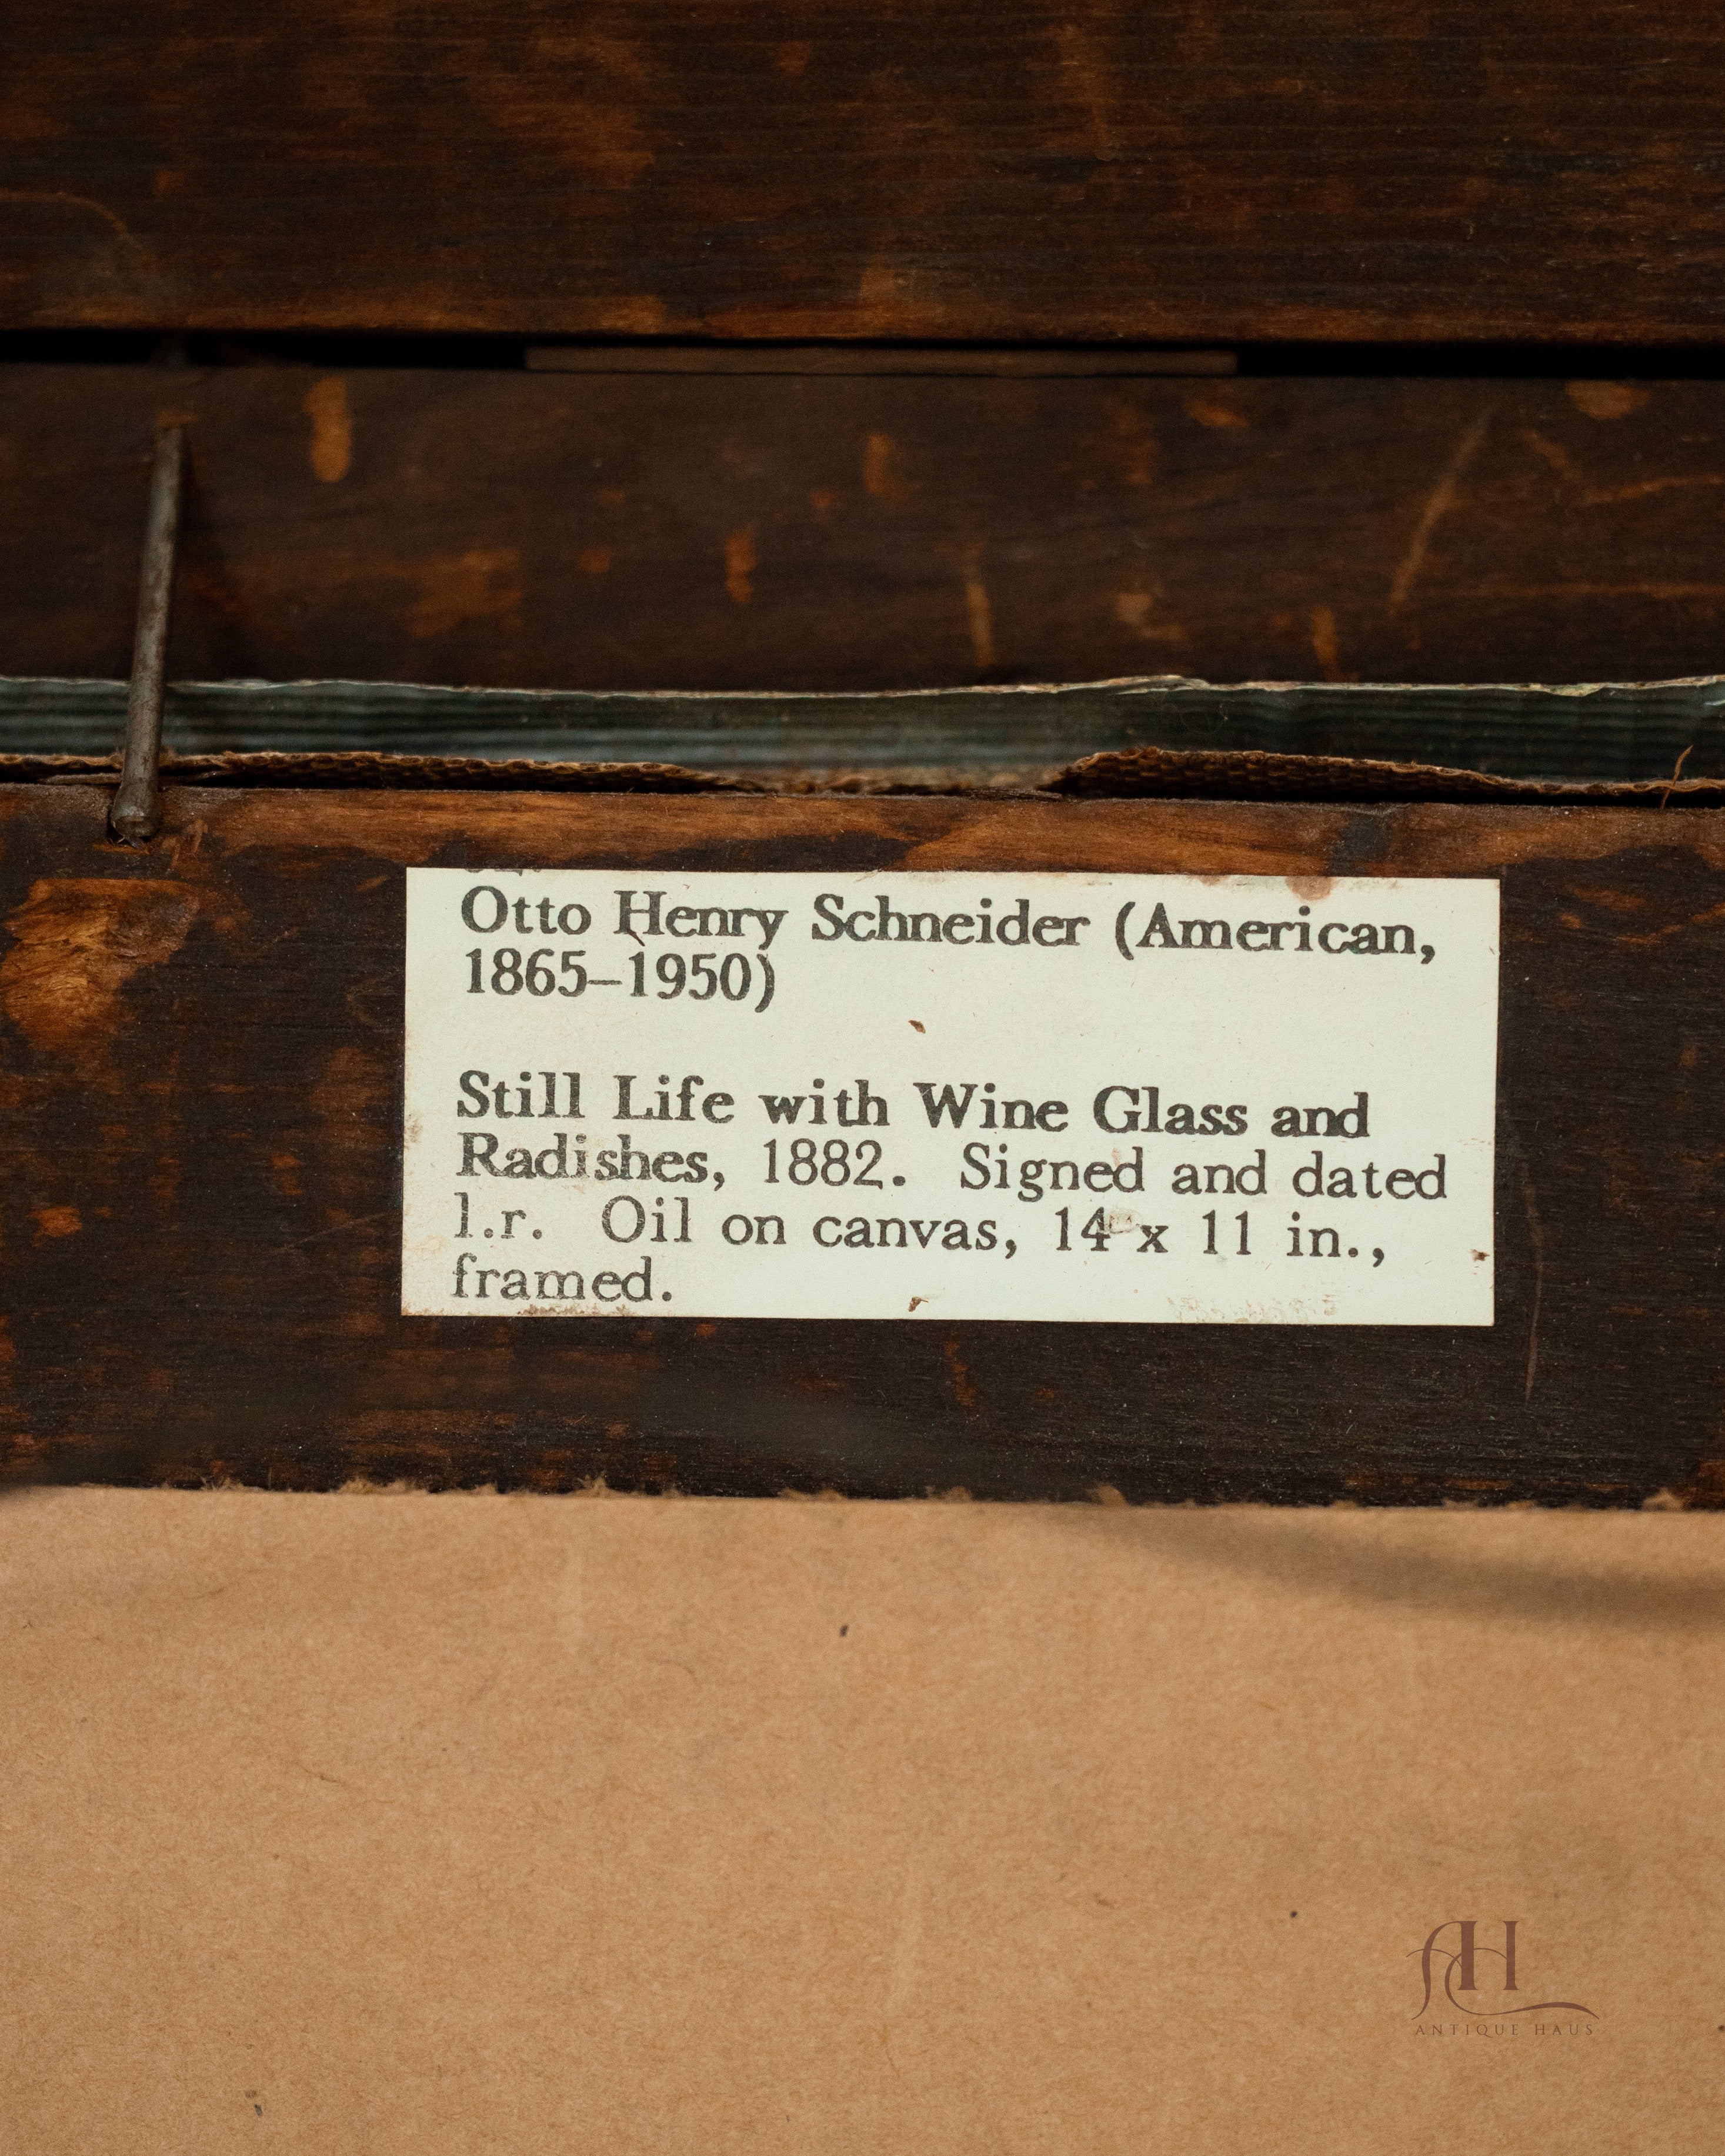 Otto Henry Schneider (American,
1865–1950)
Still Life with Wine Glass and
Radishes, 1882. Signed and dated
l.r. Oil on canvas, 14 x 11 in.,
framed.
AH
ANTIQUE HAUS